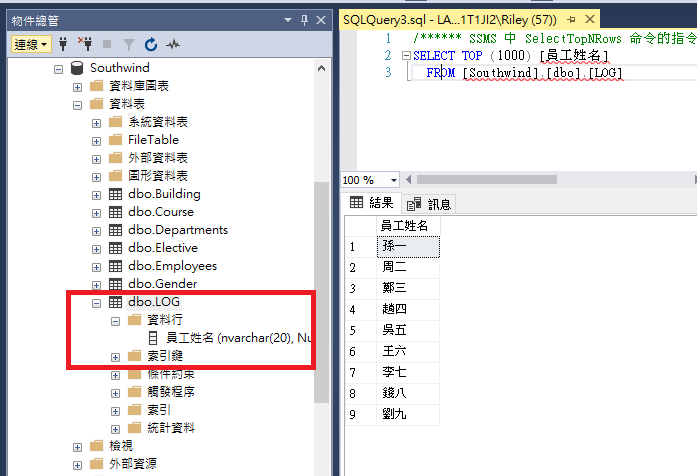 物件總管
連線
Southwind
資料庫圖表
資料表
系統資料表
FileTable
外部資料表
圖形資料表
dbo.Building
dbo.Course
dbo.Departments
dbo.Elective
dbo.Employees
dbo.Gender
dbo.LOG
資料行
員工姓名 (nvarchar(20), Nu
索引鍵
條件約束
觸發程序
索引
統計資料
檢視
外部資源
SQLQuery3.sql - LA...1T1JI2\Riley (57))
1 /****** SSMS 中 SelectTopNRows 命令的指令
2 SELECT TOP (1000) [員工姓名]
3 FROM [Southwind].[dbo].[LOG]
100 %
結果 訊息
員工姓名
1 孫一
2 周二
3 鄭三
4 趙四
5 吳五
6 王六
7 李七
8 錢八
9 劉九